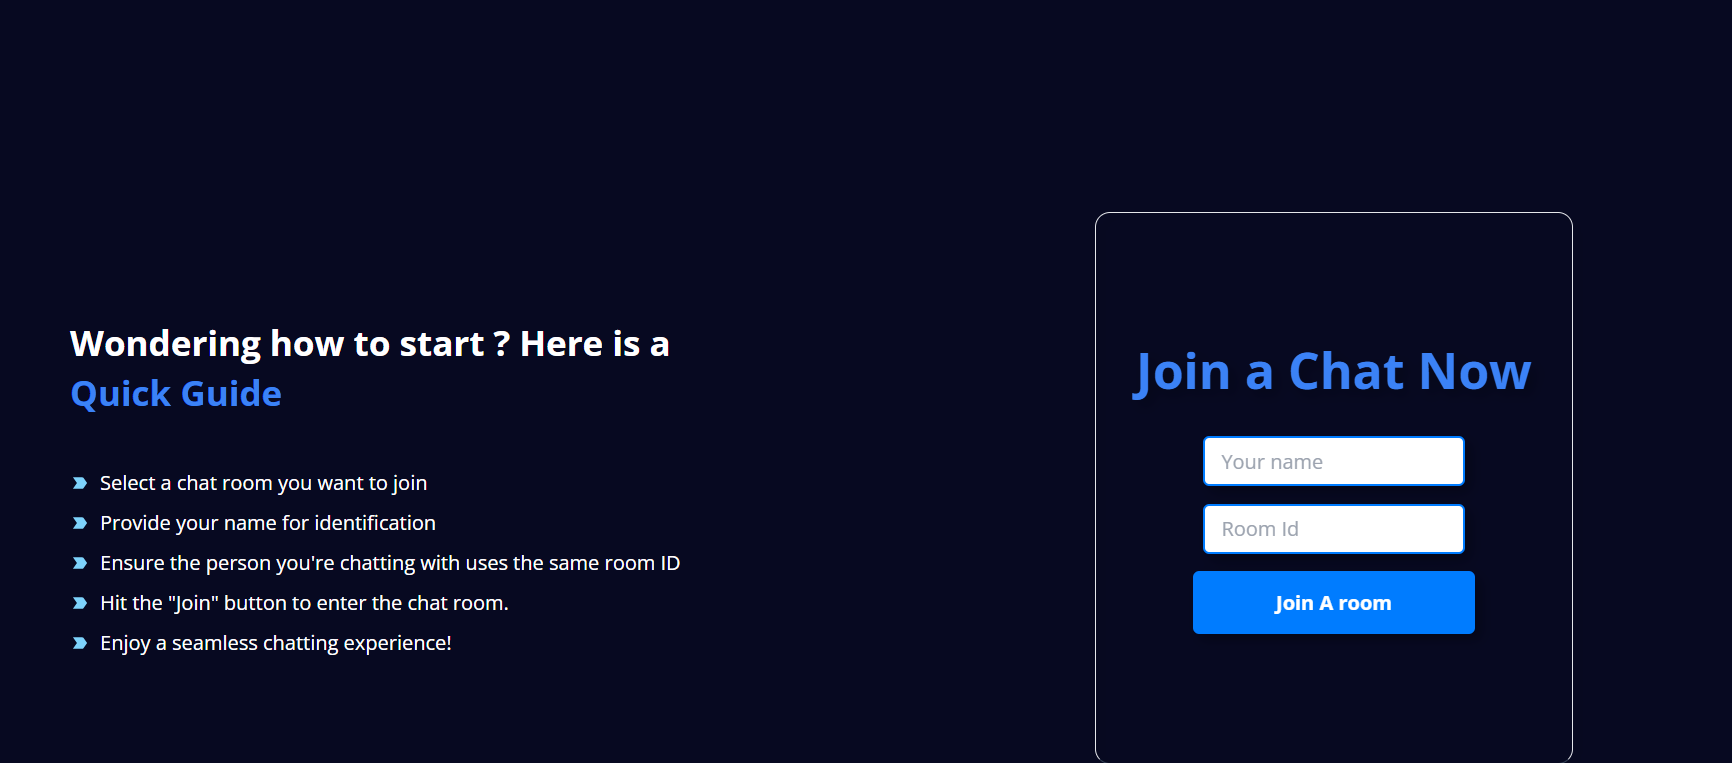 Wondering how to start ? Here is a
Quick Guide
Select a chat room you want to join
Provide your name for identification
Ensure the person you're chatting with uses the same room ID
Hit the "Join" button to enter the chat room.
Enjoy a seamless chatting experience!
Join a Chat Now
Your name
Room Id
Join A room